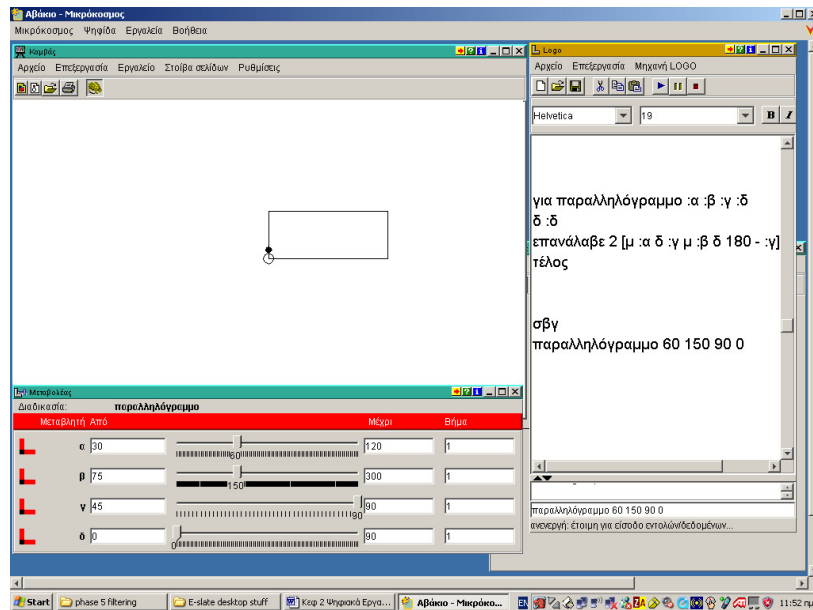 Αβάκιο - Μικρόκοσμος
Μικρόκοσμος Ψηφίδα Εργαλεία Βοήθεια
Καμβάς
Αρχείο Επεξεργασία Εργαλείο Στοίβα σελίδων Ρυθμίσεις
Logo
Αρχείο Επεξεργασία Μηχανή LOGO
Helvetica 19 B I
για παραλληλόγραμμο :α :β :γ :δ
δ :δ
επανάλαβε 2 [μ :α δ :γ μ :β δ 180 - :γ]
τέλος
σβγ
παραλληλόγραμμο 60 150 90 0
παραλληλόγραμμο 60 150 90 0
ανενεργή: έτοιμη για είσοδο εντολών/δεδομένων...
Μεταβολέας
Διαδικασία: παραλληλόγραμμο
Μεταβλητή Από Μέχρι Βήμα
α 30 60 120 1
β 75 150 300 1
γ 45 90 90 1
δ 0 0 90 1
Start phase 5 filtering E-slate desktop stuff Κεφ 2 Ψηφιακά Εργα... Αβάκιο - Μικρόκο... EN 11:52 πμ